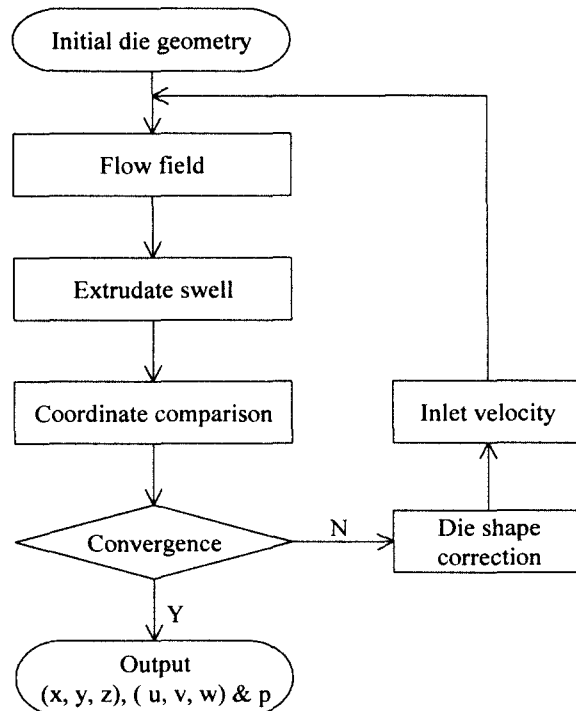 Initial die geometry
Flow field
Extrudate swell
Coordinate comparison
Inlet velocity
Convergence
N
Die shape
correction
Y
Output
(x, y, z), ( u, v, w) & p